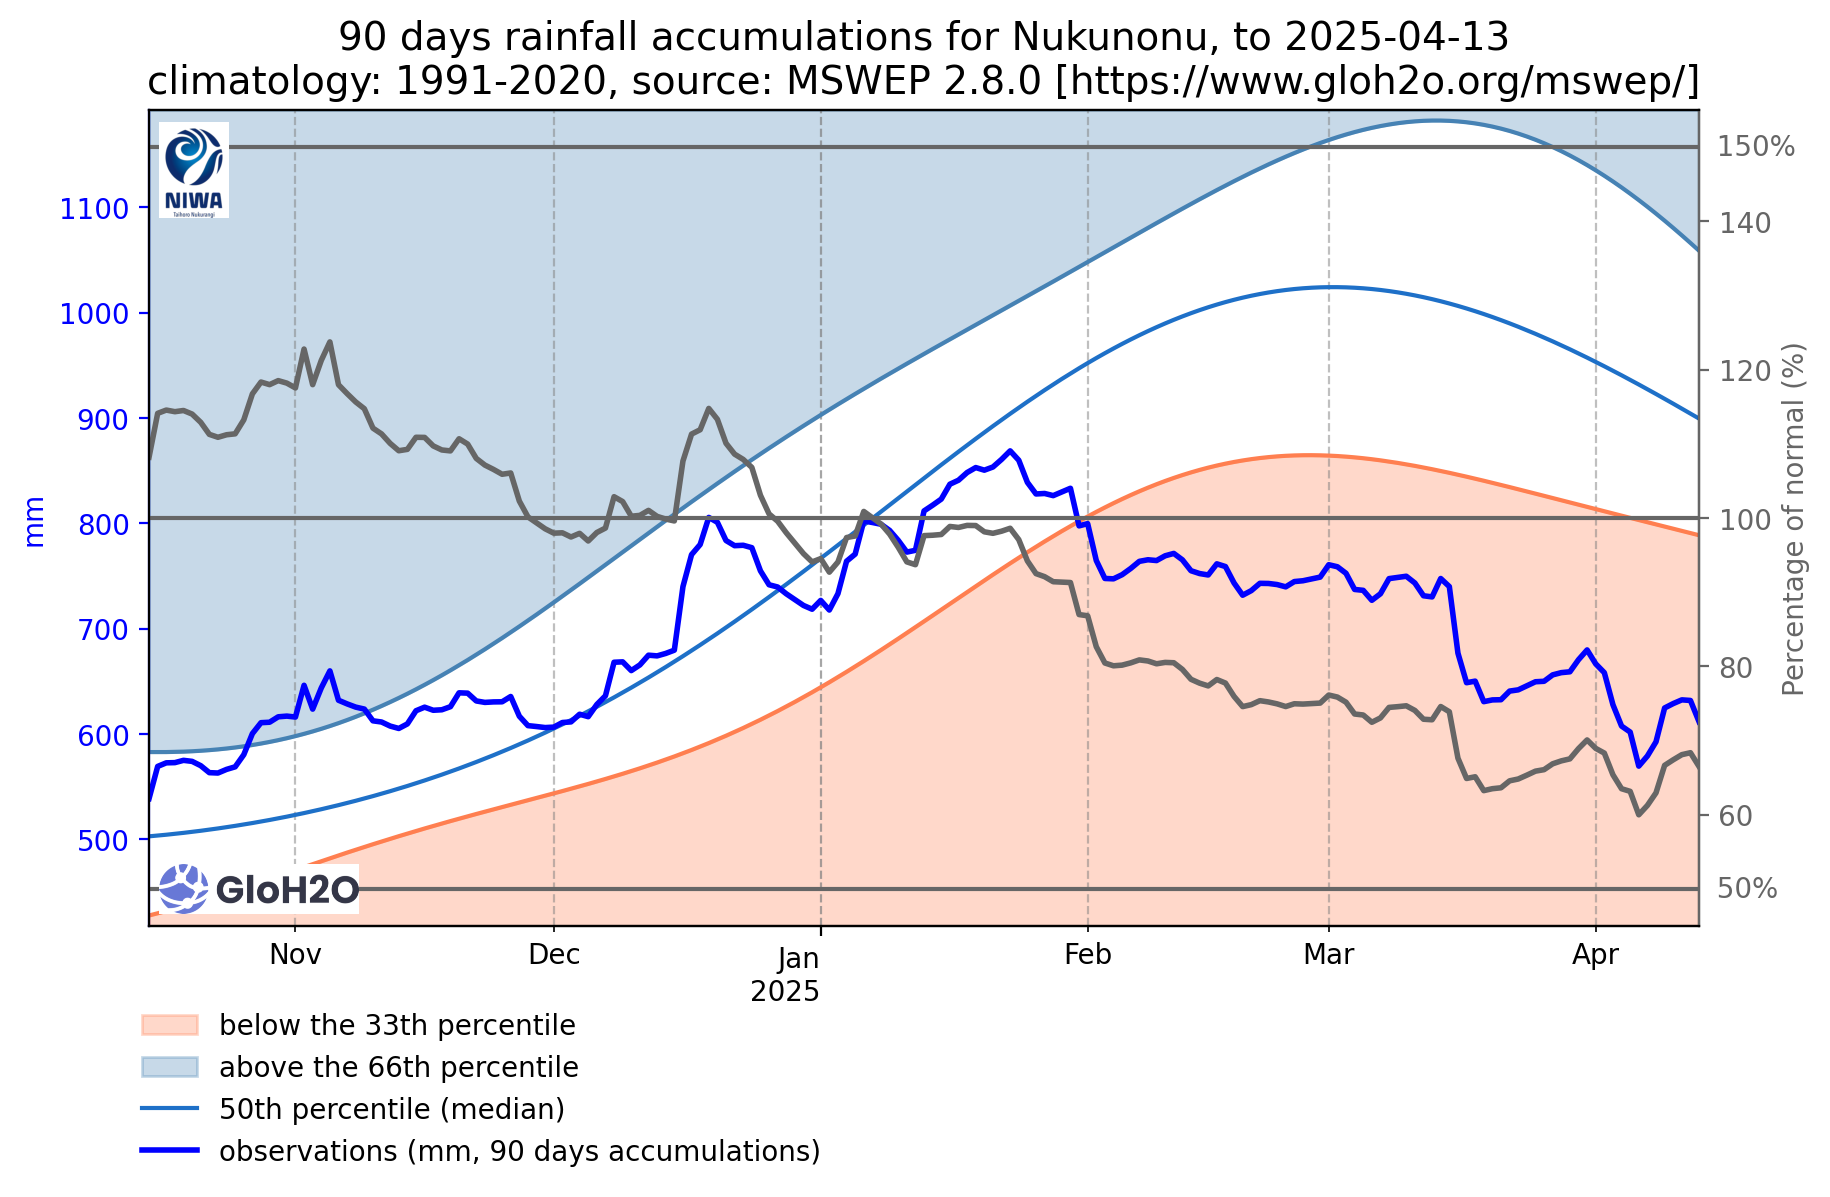 90 days rainfall accumulations for Nukunonu, to 2025-04-13
climatology: 1991-2020, source: MSWEP 2.8.0 [https://www.gloh2o.org/mswep/]
NIWA
Taihoro Nukurangi
150%
1100
140
1000
120
900
mm
800
100
Percentage of normal (%)
700
80
600
60
500
GloH2O
50%
Nov
Dec
Jan
2025
Feb
Mar
Apr
below the 33th percentile
above the 66th percentile
50th percentile (median)
observations (mm, 90 days accumulations)